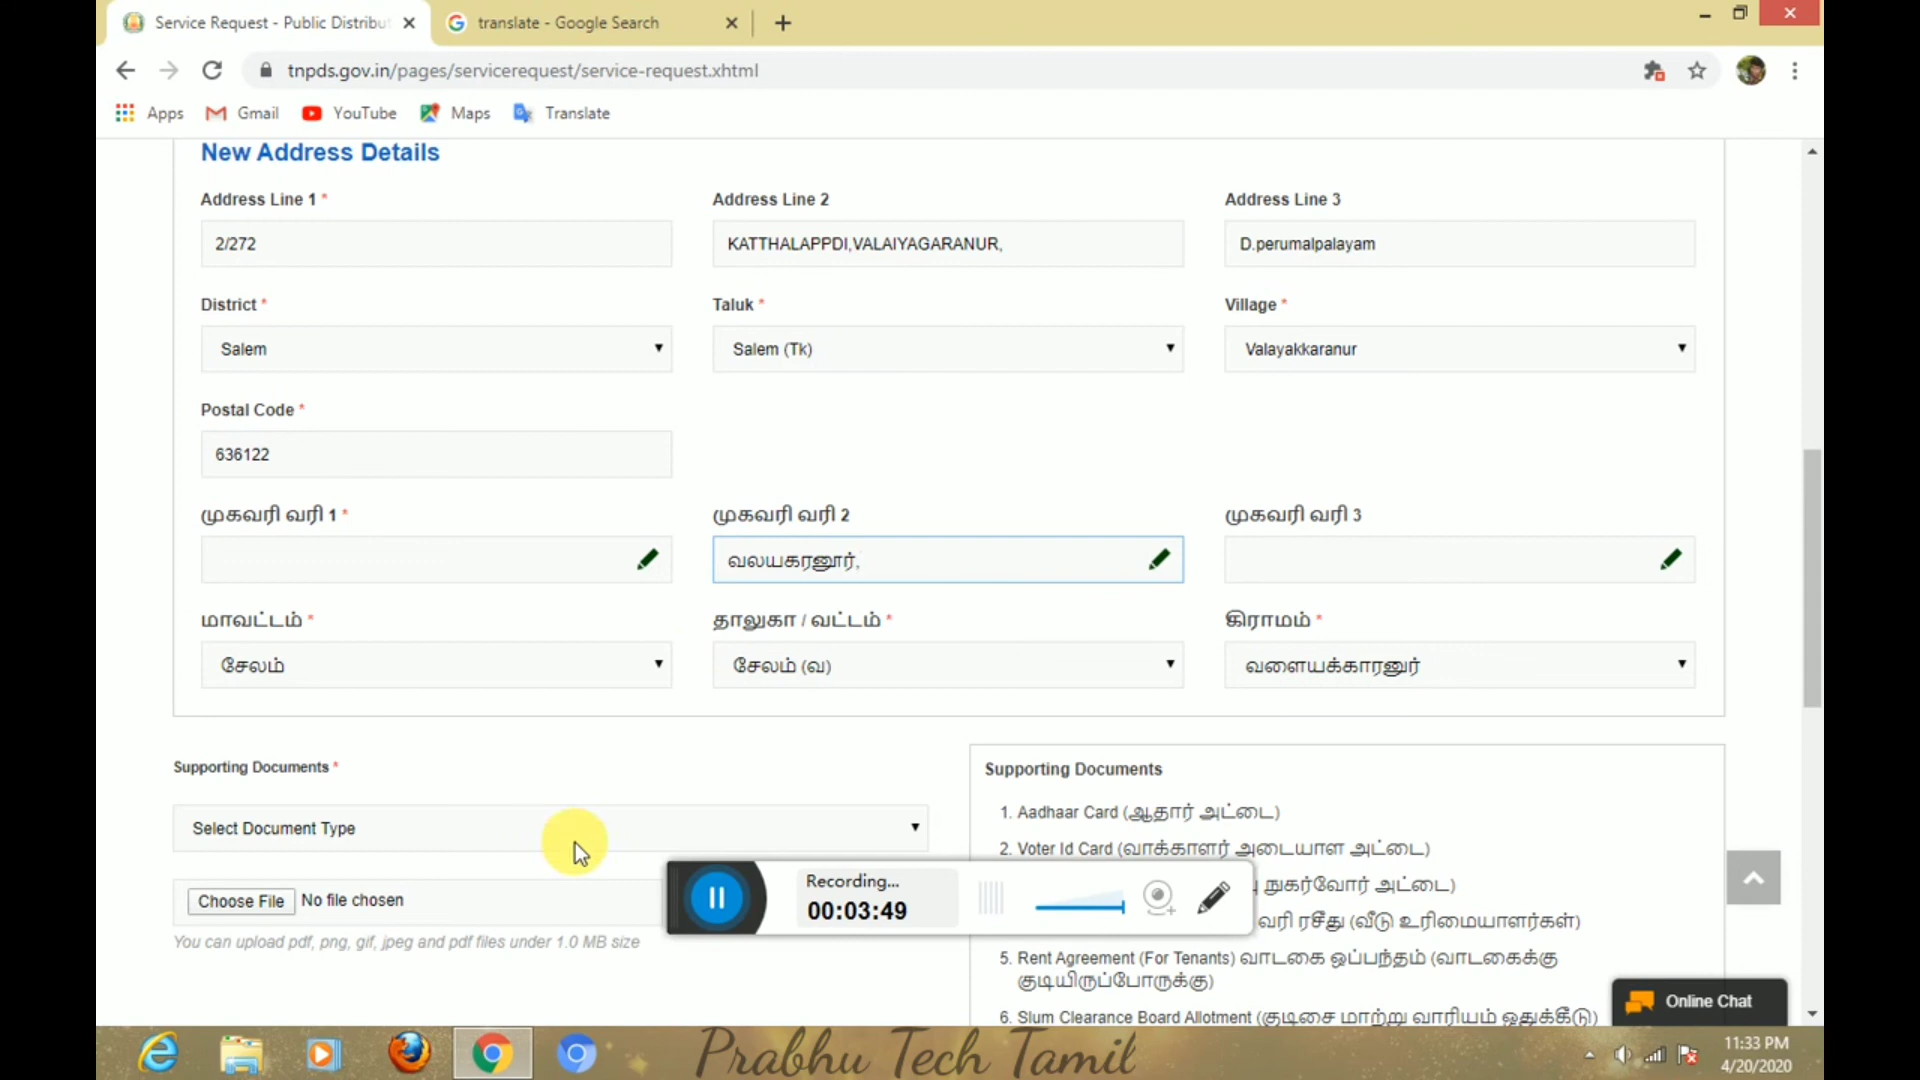 Service Request - Public Distribut
translate - Google Search
tnpds.gov.in/pages/servicerequest/service-request.xhtml
Apps Gmail YouTube Maps Translate
New Address Details
Address Line 1 * Address Line 2 Address Line 3
2/272 KATTHALAPPDI,VALAIYAGARANUR, D.perumalpalayam
District * Taluk * Village *
Salem Salem (Tk) Valayakkaranur
Postal Code *
636122
முகவரி வரி 1 * முகவரி வரி 2 முகவரி வரி 3
வலயகரனூர்,
மாவட்டம் * தாலுகா / வட்டம் * கிராமம் *
சேலம் சேலம் (வ) வளையக்காரனுர்
Supporting Documents *
Select Document Type
Choose File No file chosen
You can upload pdf, png, gif, jpeg and pdf files under 1.0 MB size
Supporting Documents
1. Aadhaar Card (ஆதார் அட்டை)
2. Voter Id Card (வாக்காளர் அடையாள அட்டை)
நுகர்வோர் அட்டை)
வரி ரசீது (வீடு உரிமையாளர்கள்)
5. Rent Agreement (For Tenants) வாடகை ஒப்பந்தம் (வாடகைக்கு
குடியிருப்போருக்கு)
6. Slum Clearance Board Allotment (குடிசை மாற்று வாரியம் ஒதுக்கீடு)
Recording...
00:03:49
Online Chat
Prabhu Tech Tamil
11:33 PM
4/20/2020